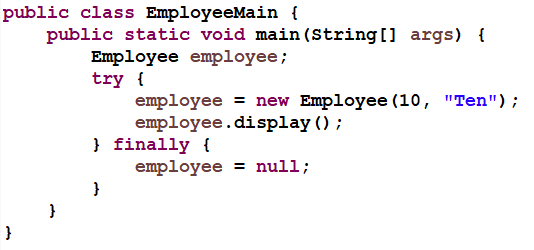 public class EmployeeMain {
    public static void main(String[] args) {
        Employee employee;
        try {
            employee = new Employee(10, "Ten");
            employee.display();
        } finally {
            employee = null;
        }
    }
}